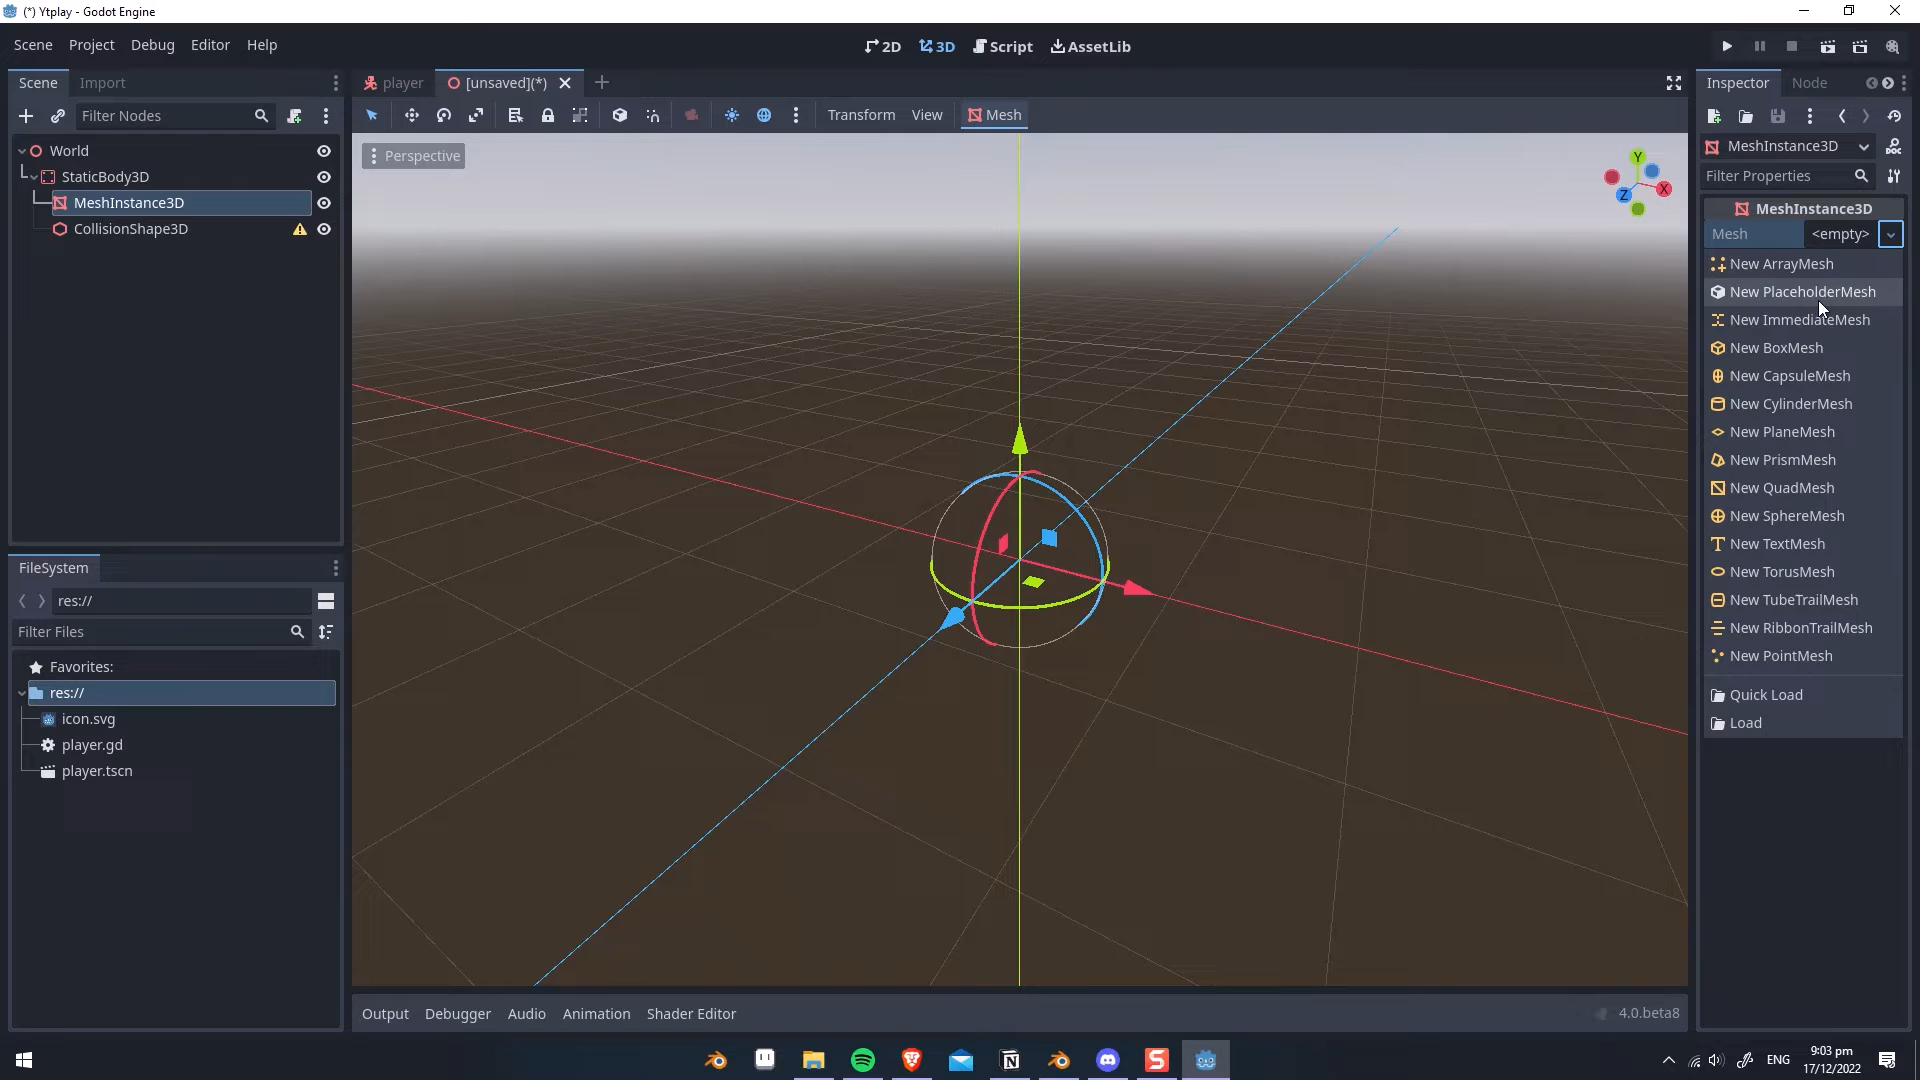 (*) Ytplay - Godot Engine
Scene Project Debug Editor Help
2D 3D Script AssetLib
Scene Import
Filter Nodes
World
StaticBody3D
MeshInstance3D
CollisionShape3D
FileSystem
res://
Filter Files
Favorites:
res://
icon.svg
player.gd
player.tscn
player [unsaved](*)
Transform View Mesh
Perspective
Y
X
Z
Output Debugger Audio Animation Shader Editor 4.0.beta8
Inspector Node
MeshInstance3D
Filter Properties
MeshInstance3D
Mesh <empty>
New ArrayMesh
New PlaceholderMesh
New ImmediateMesh
New BoxMesh
New CapsuleMesh
New CylinderMesh
New PlaneMesh
New PrismMesh
New QuadMesh
New SphereMesh
New TextMesh
New TorusMesh
New TubeTrailMesh
New RibbonTrailMesh
New PointMesh
Quick Load
Load
ENG
9:03 pm
17/12/2022